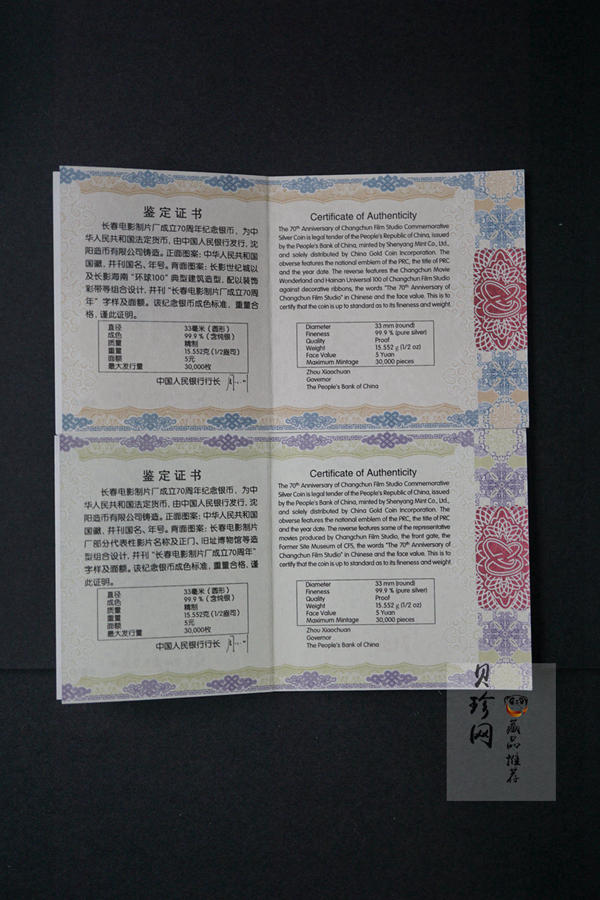 鉴定证书
长春电影制片厂成立70周年纪念银币，为中
华人民共和国法定货币，由中国人民银行发行，沈
阳造币有限公司铸造。正面图案：中华人民共和国
国徽，并刊国名、年号。背面图案：长影世纪城以
及长影海南“环球100”典型建筑造型，配以装饰
彩带等组合设计，并刊“长春电影制片厂成立70周
年”字样及面额。该纪念银币成色标准，重量合
格，谨此证明。
直径 33毫米（圆形）
成色 99.9％（含纯银）
质量 精制
重量 15.552克（1/2盎司）
面额 5元
最大发行量 30,000枚
中国人民银行行长
Certificate of Authenticity
The 70th Anniversary of Changchun Film Studio Commemorative
Silver Coin is legal tender of the People's Republic of China, issued
by the People's Bank of China, minted by Shenyang Mint Co., Ltd.,
and solely distributed by China Gold Coin Incorporation. The
obverse features the national emblem of the PRC, the title of PRC
and the year date. The reverse features the Changchun Movie
Wonderland and Hainan Universal 100 of Changchun Film Studio
against decorative ribbons, the words "The 70th Anniversary of
Changchun Film Studio" in Chinese and the face value. This is to
certify that the coin is up to standard as to its fineness and weight.
Diameter 33 mm (round)
Fineness 99.9 % (pure silver)
Quality Proof
Weight 15.552 g (1/2 oz)
Face Value 5 Yuan
Maximum Mintage 30,000 pieces
Zhou Xiaochuan
Governor
The People's Bank of China
鉴定证书
长春电影制片厂成立70周年纪念银币，为中
华人民共和国法定货币，由中国人民银行发行，沈
阳造币有限公司铸造。正面图案：中华人民共和国
国徽，并刊国名、年号。背面图案：长春电影制片
厂部分代表性影片名称及正门、旧址博物馆等造
型组合设计，并刊“长春电影制片厂成立70周年”
字样及面额。该纪念银币成色标准，重量合格，谨
此证明。
直径 33毫米（圆形）
成色 99.9％（含纯银）
质量 精制
重量 15.552克（1/2盎司）
面额 5元
最大发行量 30,000枚
中国人民银行行长
Certificate of Authenticity
The 70th Anniversary of Changchun Film Studio Commemorative
Silver Coin is legal tender of the People's Republic of China, issued
by the People's Bank of China, minted by Shenyang Mint Co., Ltd.,
and solely distributed by China Gold Coin Incorporation. The
obverse features the national emblem of the PRC, the title of PRC
and the year date. The reverse features some of the representative
movies produced by Changchun Film Studio, the front gate, the
Former Site Museum of CFS, the words "The 70th Anniversary of
Changchun Film Studio" in Chinese and the face value. This is to
certify that the coin is up to standard as to its fineness and weight.
Diameter 33 mm (round)
Fineness 99.9 % (pure silver)
Quality Proof
Weight 15.552 g (1/2 oz)
Face Value 5 Yuan
Maximum Mintage 30,000 pieces
Zhou Xiaochuan
Governor
The People's Bank of China
贝珍网
藏品推荐